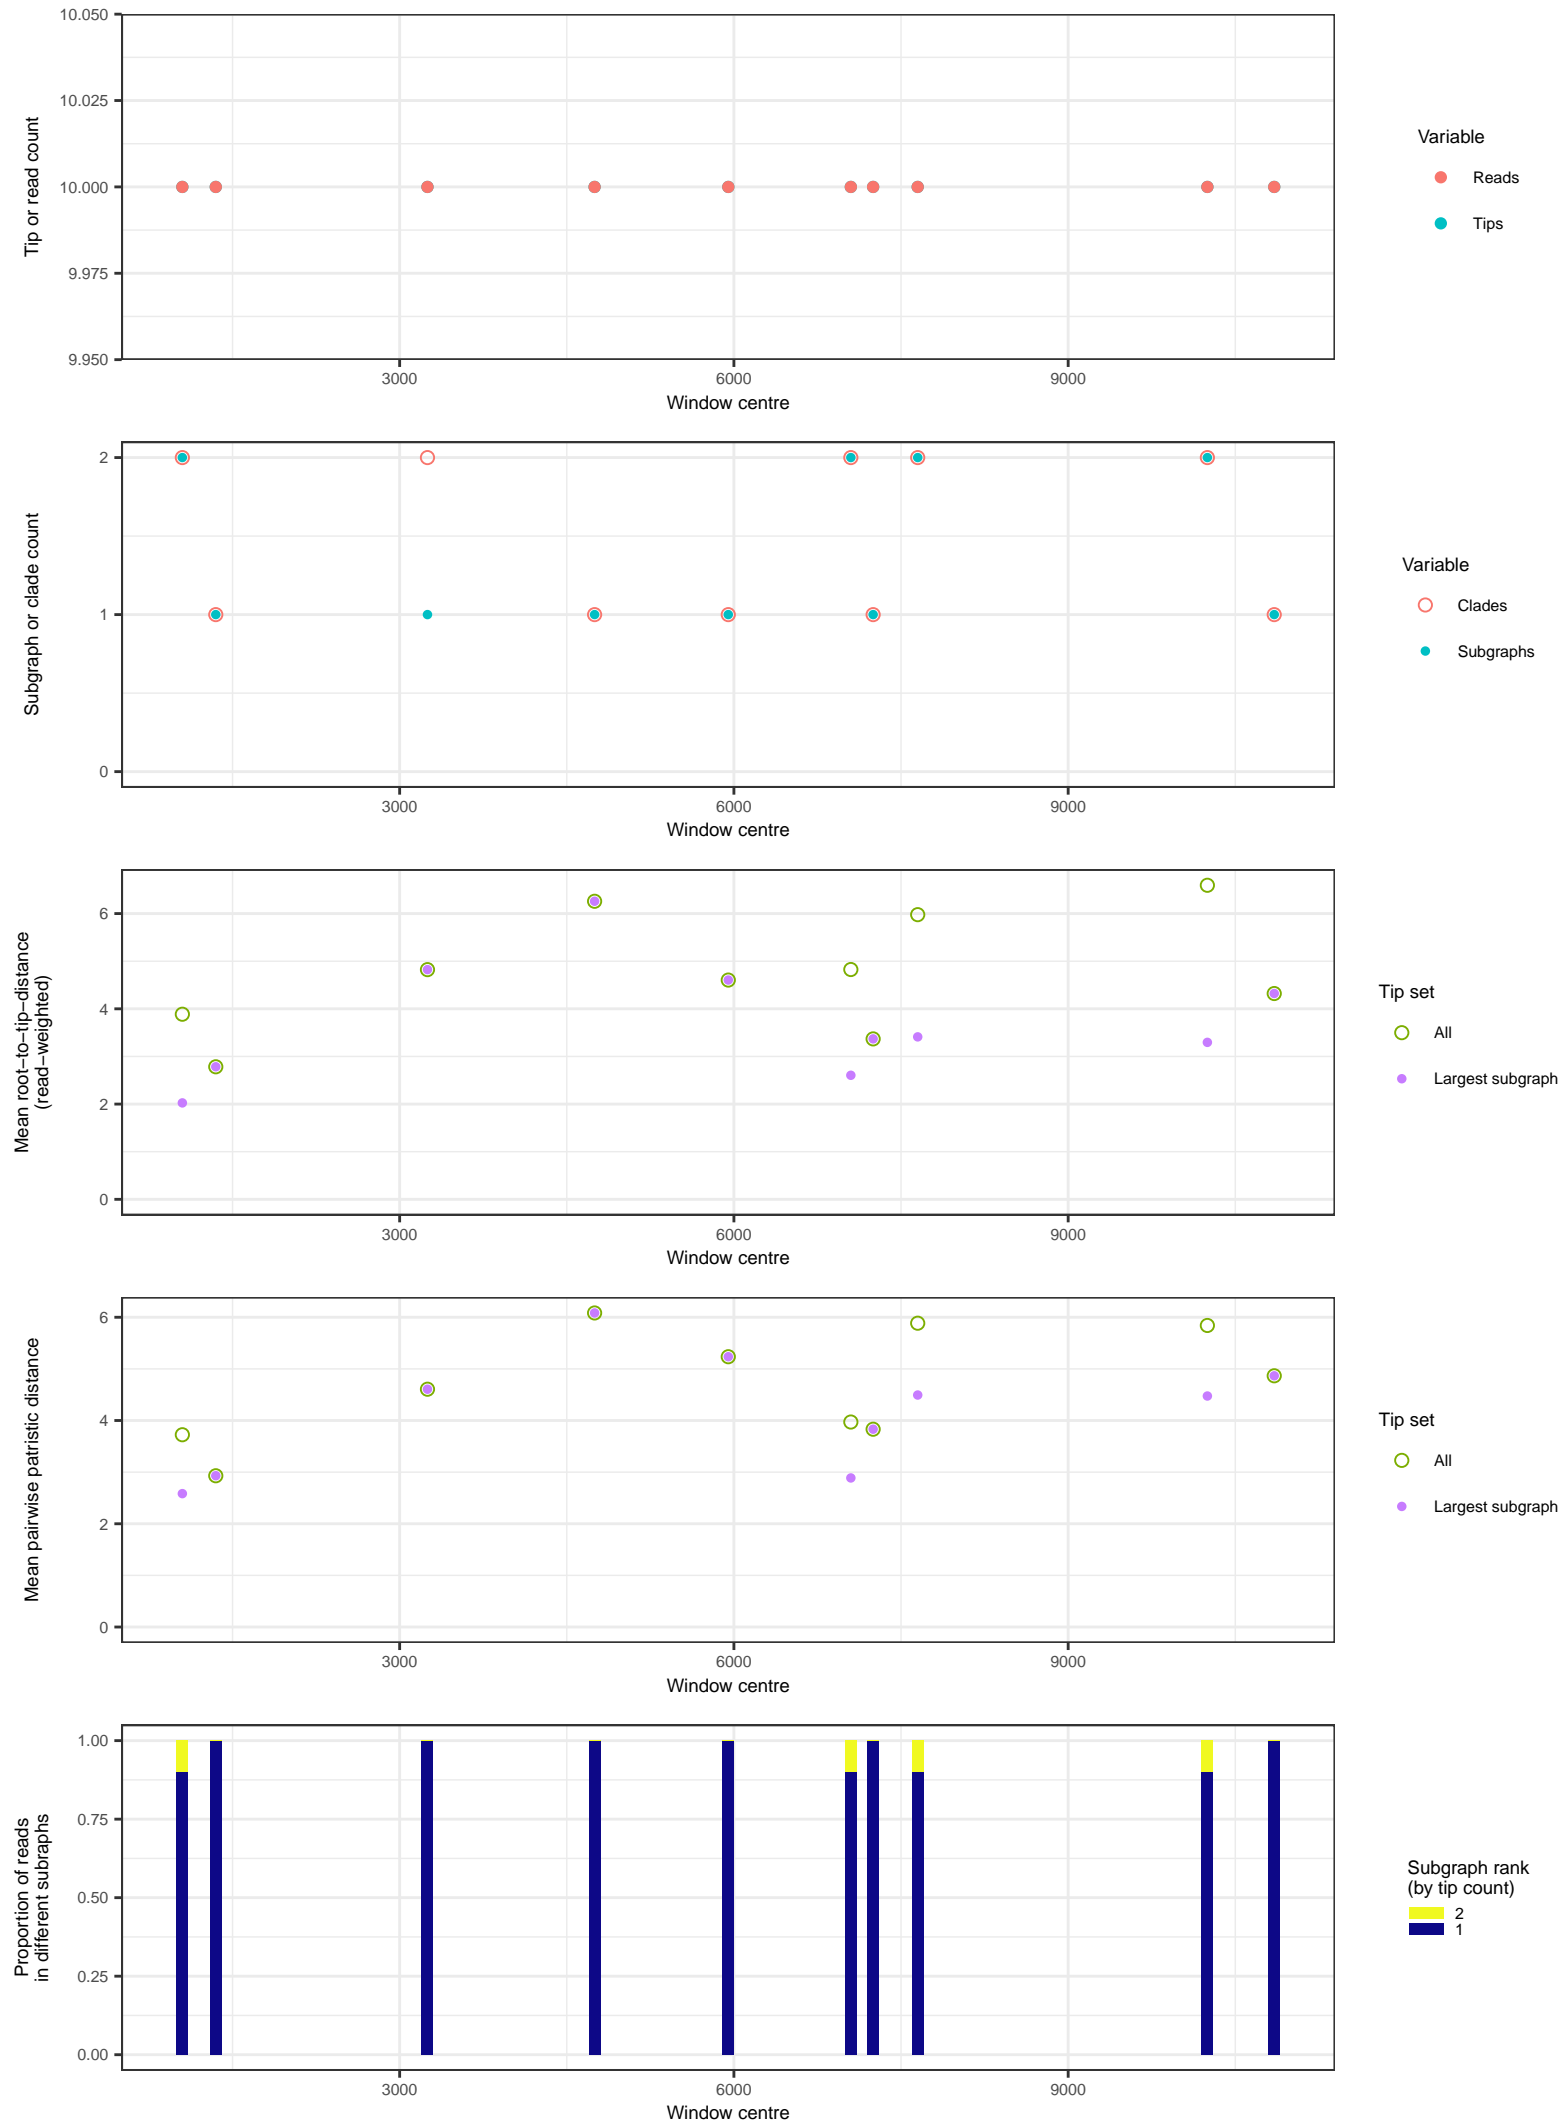 10.050
10.025
10.000
9.975
9.950
Tip or read count
3000 6000 9000
Window centre
Variable
Reads
Tips
2
1
0
Subgraph or clade count
3000 6000 9000
Window centre
Variable
Clades
Subgraphs
6
4
2
0
Mean root−to−tip−distance
(read−weighted)
3000 6000 9000
Window centre
Tip set
All
Largest subgraph
6
4
2
0
Mean pairwise patristic distance
3000 6000 9000
Window centre
Tip set
All
Largest subgraph
1.00
0.75
0.50
0.25
0.00
Proportion of reads
in different subraphs
3000 6000 9000
Window centre
Subgraph rank
(by tip count)
2
1